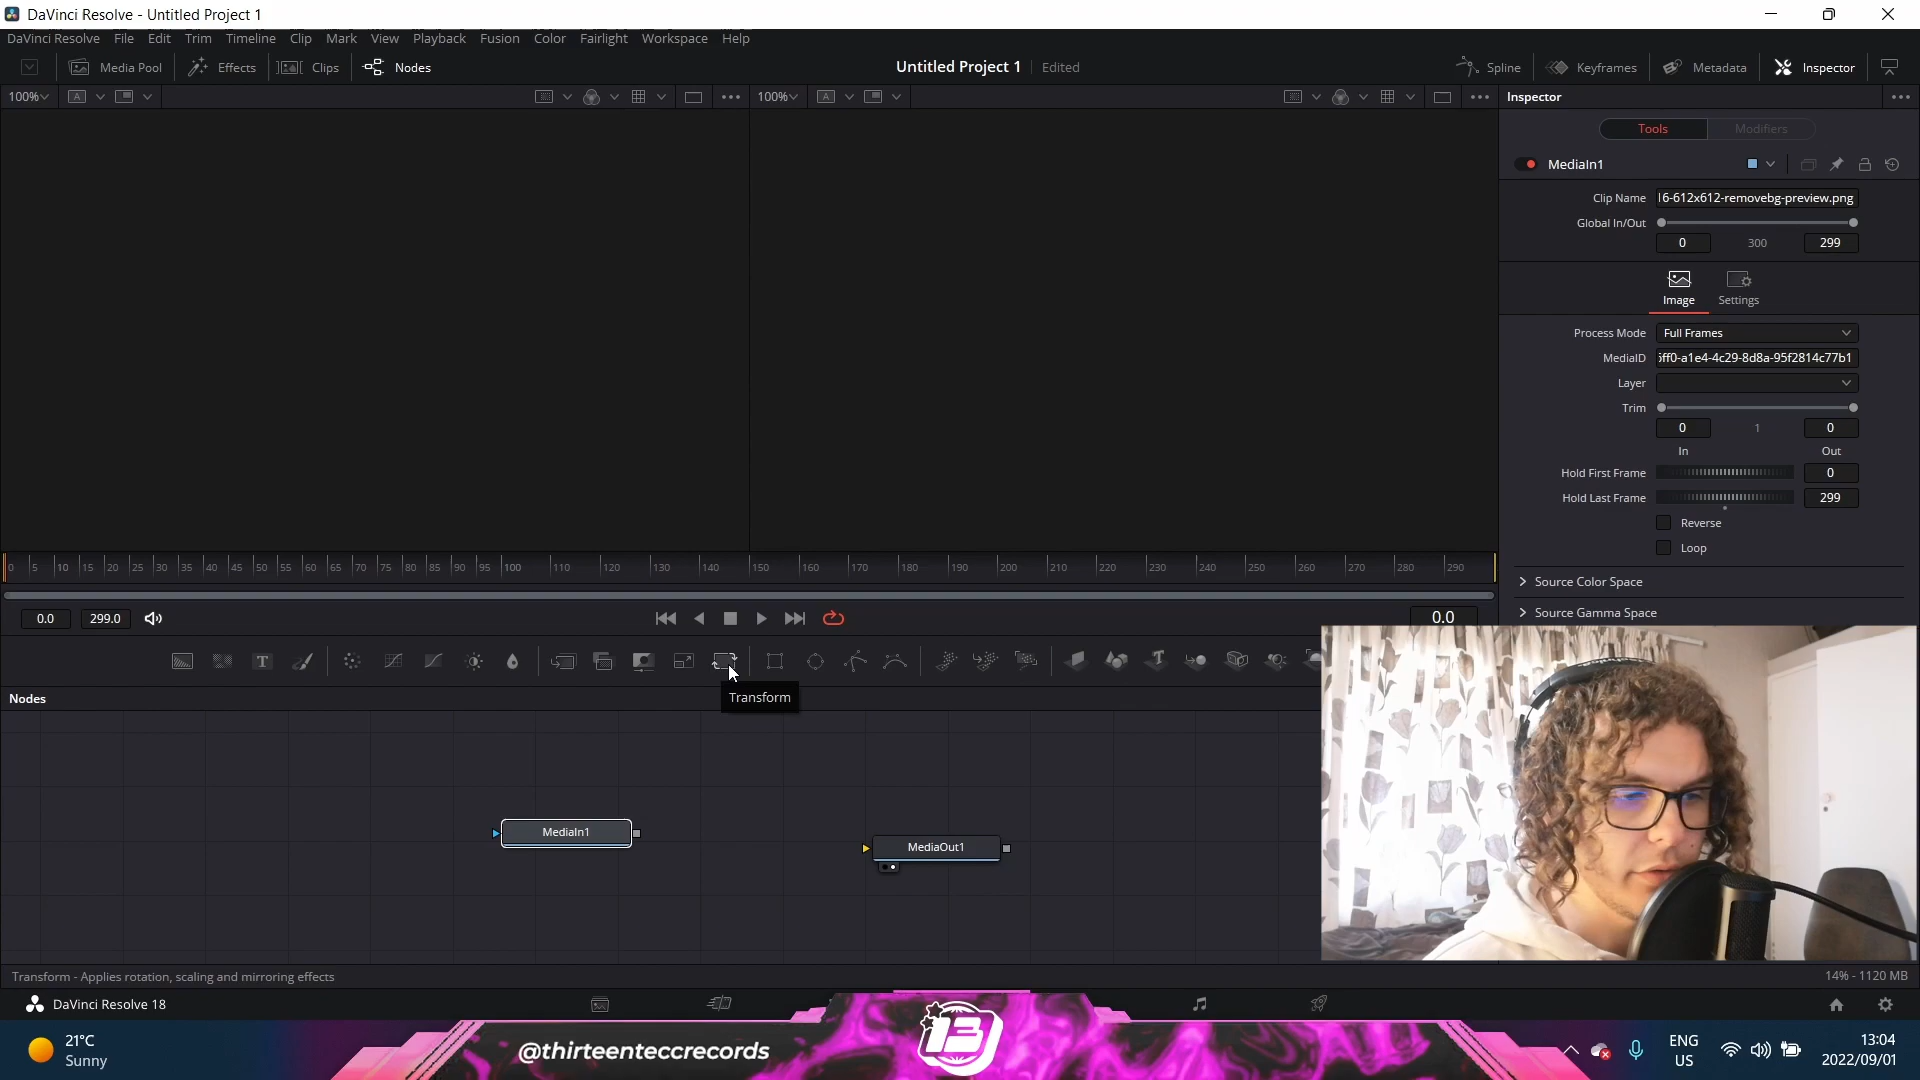 DaVinci Resolve - Untitled Project 1
DaVinci Resolve File Edit Trim Timeline Clip Mark View Playback Fusion Color Fairlight Workspace Help
Media Pool Effects Clips Nodes Untitled Project 1 Edited Spline Keyframes Metadata Inspector
100% A 100% A Inspector
Tools Modifiers
MediaIn1
Clip Name 16-612x612-removebg-preview.png
Global In/Out
0 300 299
Image Settings
Process Mode Full Frames
MediaID 5ff0-a1e4-4c29-8d8a-95f2814c77b1
Layer
Trim
0 1 0
In Out
Hold First Frame 0
Hold Last Frame 299
Reverse
Loop
0 5 10 15 20 25 30 35 40 45 50 55 60 65 70 75 80 85 90 95 100 110 120 130 140 150 160 170 180 190 200 210 220 230 240 250 260 270 280 290
Source Color Space
Source Gamma Space
0.0 299.0 0.0
T T
Transform
Nodes
MediaIn1
MediaOut1
Transform - Applies rotation, scaling and mirroring effects 14% - 1120 MB
DaVinci Resolve 18
21°C
Sunny
@thirteenteccrecords
13
ENG
US
13:04
2022/09/01